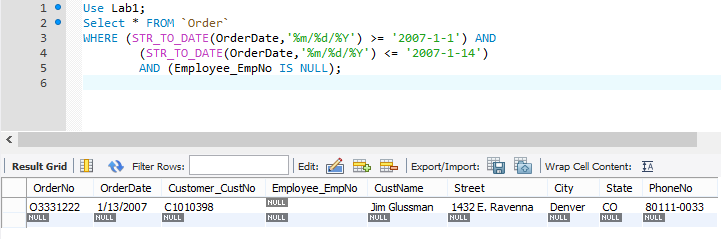 1 Use Lab1;
2 Select * FROM `Order`
3 WHERE (STR_TO_DATE(OrderDate,'%m/%d/%Y') >= '2007-1-1') AND
4 (STR_TO_DATE(OrderDate,'%m/%d/%Y') <= '2007-1-14')
5 AND (Employee_EmpNo IS NULL);
6
Result Grid Filter Rows: Edit: Export/Import: Wrap Cell Content: IA
OrderNo OrderDate Customer_CustNo Employee_EmpNo CustName Street City State PhoneNo
O3331222 1/13/2007 C1010398 NULL Jim Glussman 1432 E. Ravenna Denver CO 80111-0033
NULL NULL NULL NULL NULL NULL NULL NULL NULL